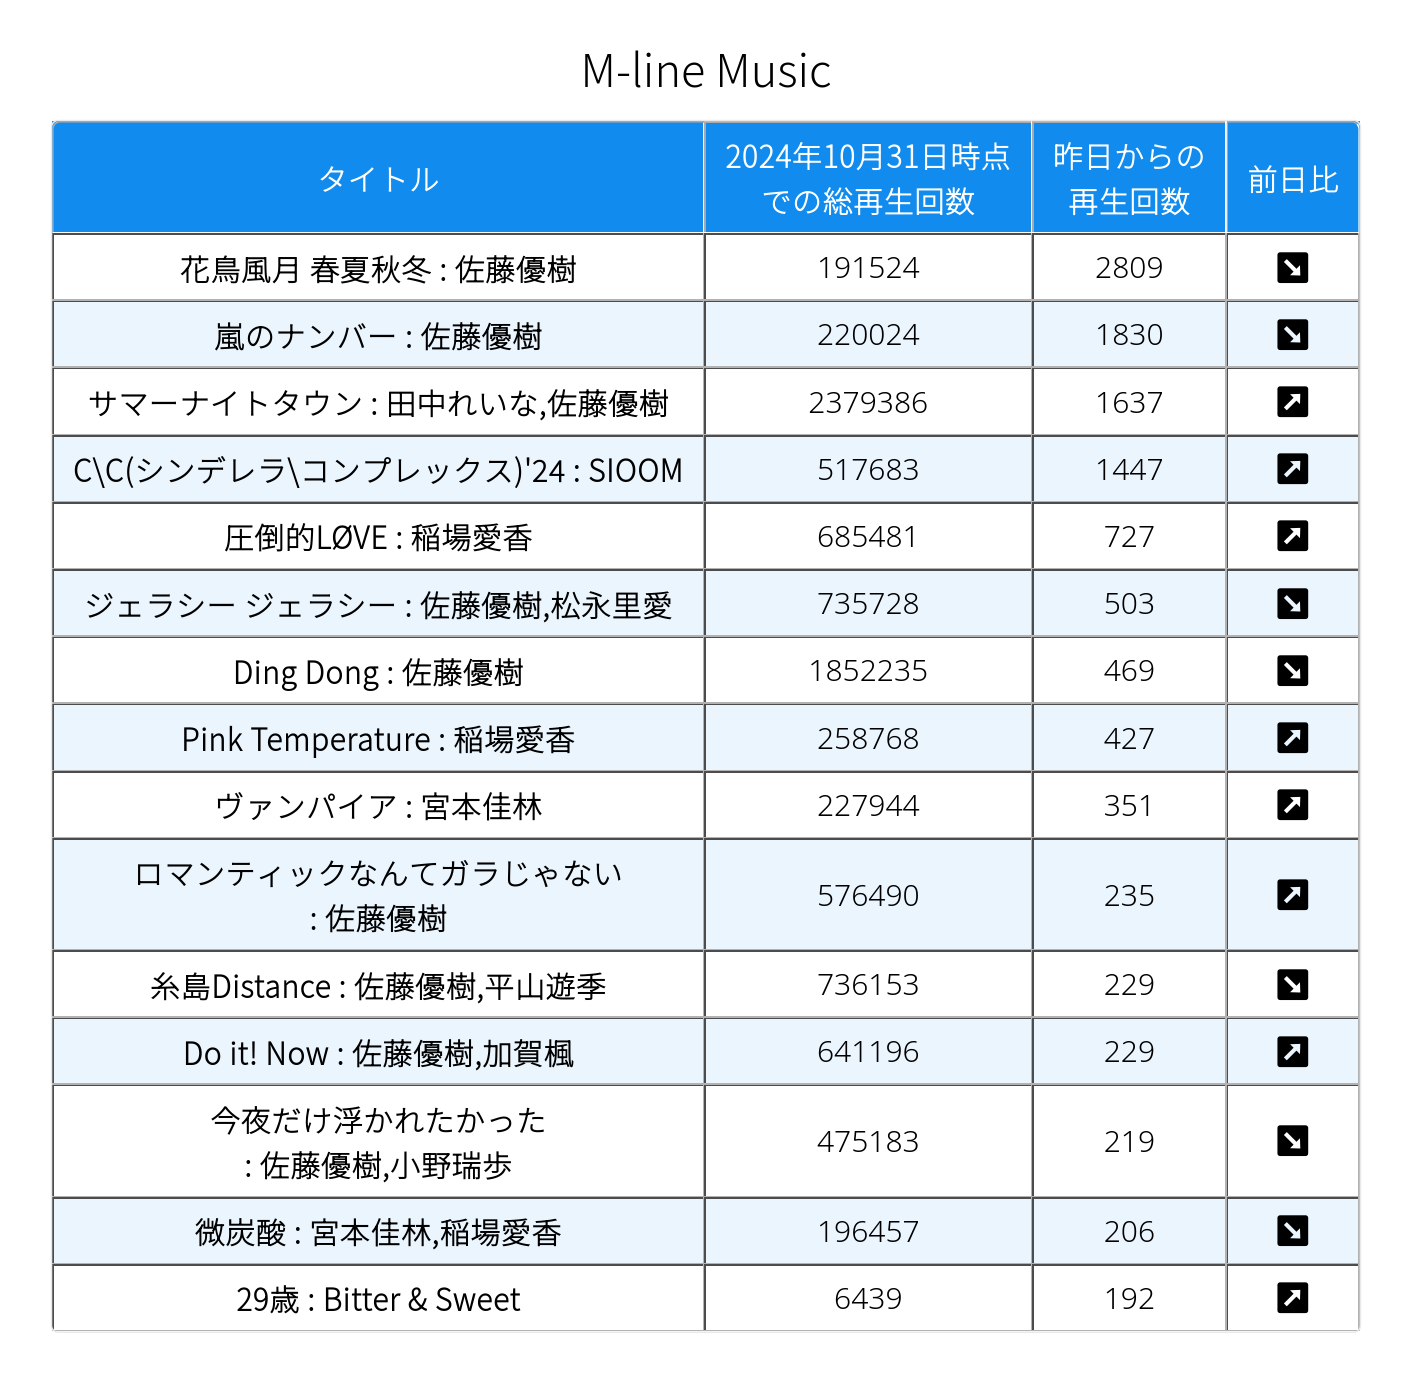 M-line Music
タイトル
2024年10月31日時点
での総再生回数
昨日からの
再生回数
前日比
花鳥風月 春夏秋冬 : 佐藤優樹 191524 2809 ↘
嵐のナンバー : 佐藤優樹 220024 1830 ↘
サマーナイトタウン : 田中れいな,佐藤優樹 2379386 1637 ↗
C\C(シンデレラ\コンプレックス)'24 : SIOOM 517683 1447 ↗
圧倒的LØVE : 稲場愛香 685481 727 ↗
ジェラシー ジェラシー : 佐藤優樹,松永里愛 735728 503 ↘
Ding Dong : 佐藤優樹 1852235 469 ↘
Pink Temperature : 稲場愛香 258768 427 ↗
ヴァンパイア : 宮本佳林 227944 351 ↗
ロマンティックなんてガラじゃない
: 佐藤優樹 576490 235 ↗
糸島Distance : 佐藤優樹,平山遊季 736153 229 ↘
Do it! Now : 佐藤優樹,加賀楓 641196 229 ↗
今夜だけ浮かれたかった
: 佐藤優樹,小野瑞歩 475183 219 ↘
微炭酸 : 宮本佳林,稲場愛香 196457 206 ↘
29歳 : Bitter & Sweet 6439 192 ↗